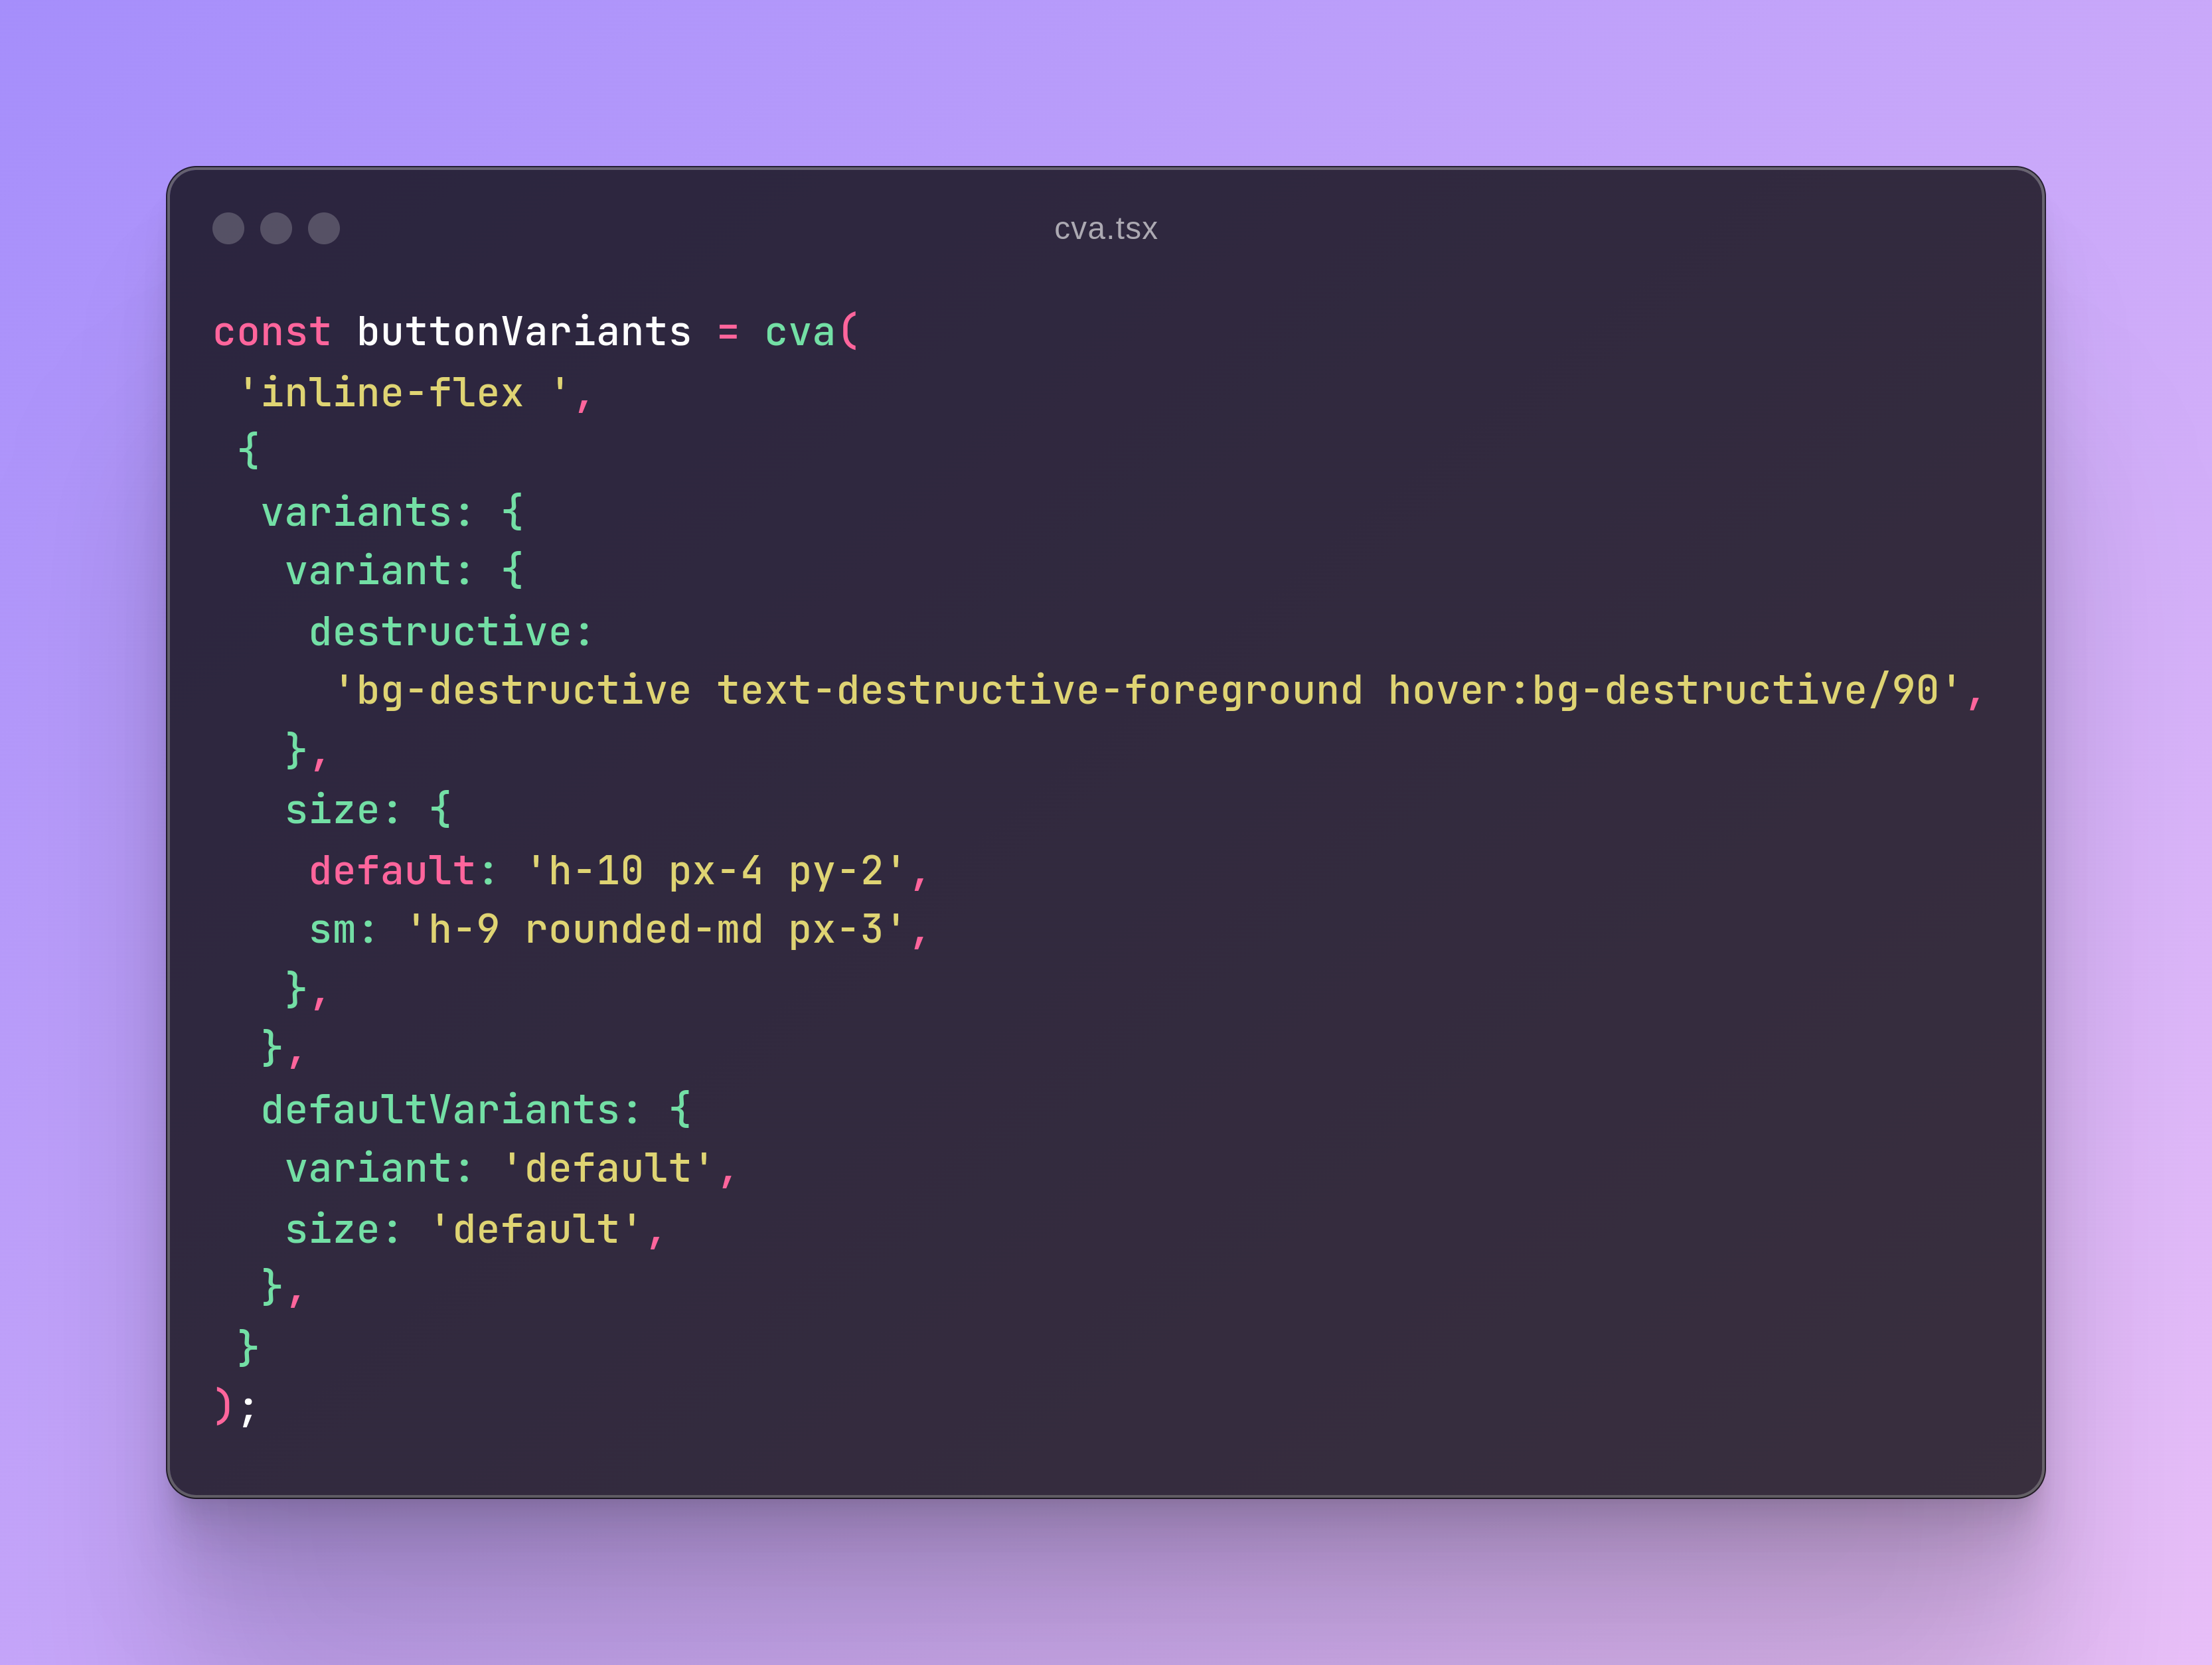 cva.tsx
const buttonVariants = cva(
 'inline-flex ',
 {
  variants: {
   variant: {
    destructive:
     'bg-destructive text-destructive-foreground hover:bg-destructive/90',
   },
   size: {
    default: 'h-10 px-4 py-2',
    sm: 'h-9 rounded-md px-3',
   },
  },
  defaultVariants: {
   variant: 'default',
   size: 'default',
  },
 }
);